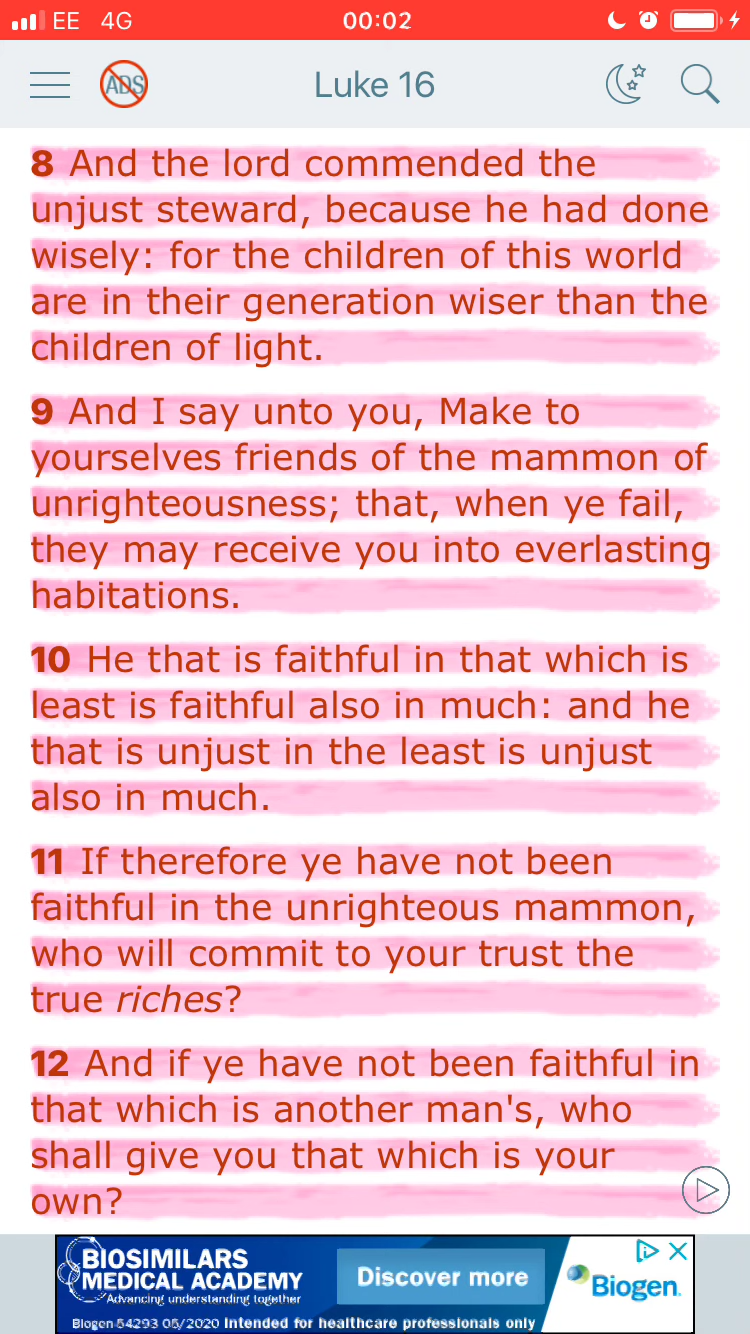 EE 4G 00:02
ADS Luke 16
8 And the lord commended the
unjust steward, because he had done
wisely: for the children of this world
are in their generation wiser than the
children of light.
9 And I say unto you, Make to
yourselves friends of the mammon of
unrighteousness; that, when ye fail,
they may receive you into everlasting
habitations.
10 He that is faithful in that which is
least is faithful also in much: and he
that is unjust in the least is unjust
also in much.
11 If therefore ye have not been
faithful in the unrighteous mammon,
who will commit to your trust the
true riches?
12 And if ye have not been faithful in
that which is another man's, who
shall give you that which is your
own?
BIOSIMILARS
MEDICAL ACADEMY
Advancing understanding together
Discover more
Biogen.
Biogen-54293 06/2020 Intended for healthcare professionals only